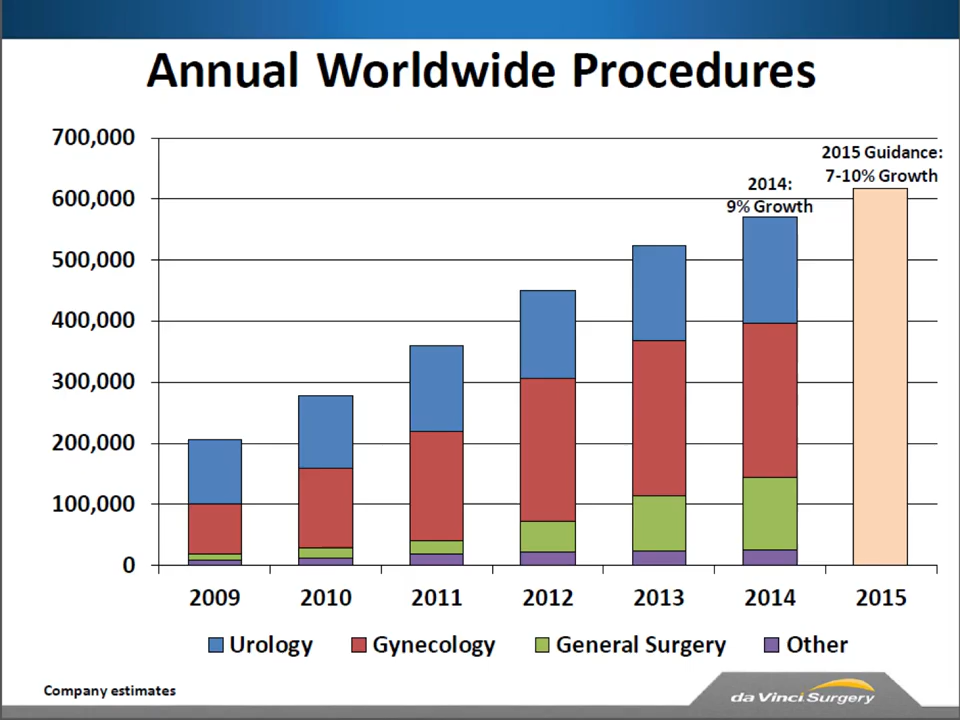 Annual Worldwide Procedures
700,000
600,000
500,000
400,000
300,000
200,000
100,000
0
2014:
9% Growth
2015 Guidance:
7-10% Growth
2009 2010 2011 2012 2013 2014 2015
Urology Gynecology General Surgery Other
Company estimates
da Vinci Surgery